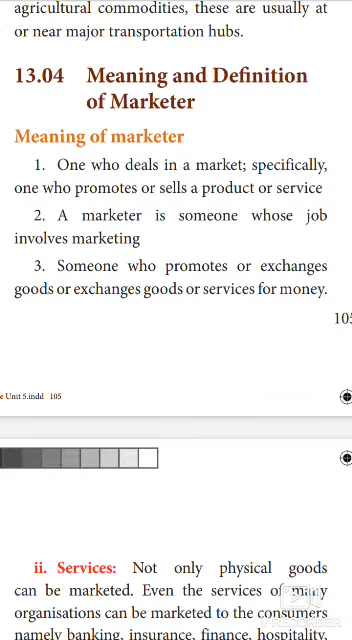 agricultural commodities, these are usually at
or near major transportation hubs.
13.04 Meaning and Definition
of Marketer
Meaning of marketer
1. One who deals in a market; specifically,
one who promotes or sells a product or service
2. A marketer is someone whose job
involves marketing
3. Someone who promotes or exchanges
goods or exchanges goods or services for money.
105
e Unit 5.indd 105
ii. Services: Not only physical goods
can be marketed. Even the services of many
organisations can be marketed to the consumers
namely banking, insurance, finance, hospitality,
V RECORDER